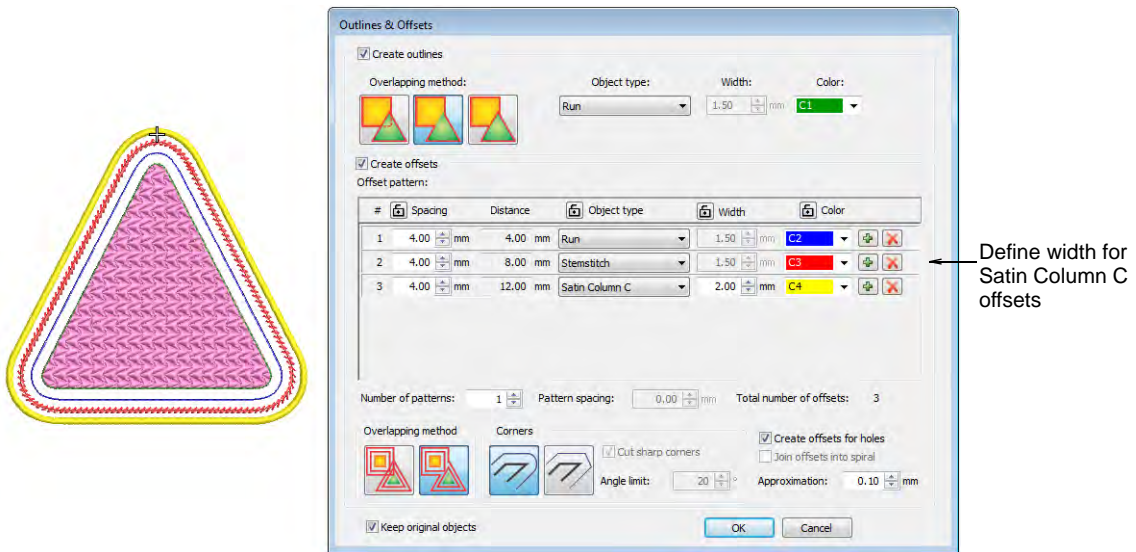 Outlines & Offsets
Create outlines
Overlapping method: Object type: Width: Color:
Run 1.50 mm C1
Create offsets
Offset pattern:
# Spacing Distance Object type Width Color
1 4.00 mm 4.00 mm Run 1.50 mm C2
2 4.00 mm 8.00 mm Stemstitch 1.50 mm C3
3 4.00 mm 12.00 mm Satin Column C 2.00 mm C4
Define width for
Satin Column C
offsets
Number of patterns: 1 Pattern spacing: 0.00 mm Total number of offsets: 3
Overlapping method Corners
Cut sharp corners
Create offsets for holes
Join offsets into spiral
Angle limit: 20 ° Approximation: 0.10 mm
Keep original objects OK Cancel